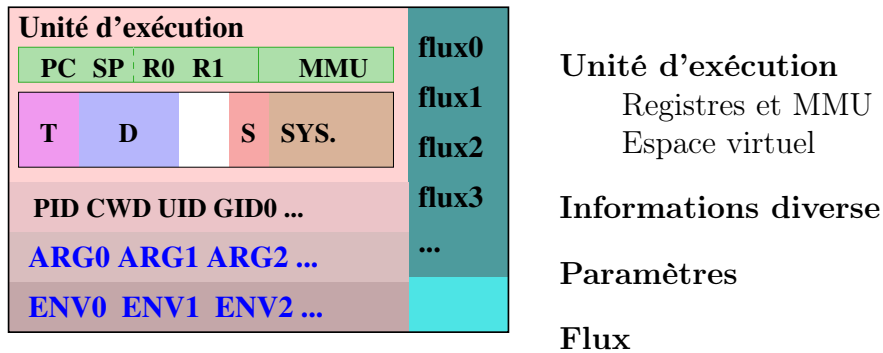 Unité d'exécution
PC SP R0 R1 MMU
T D S SYS.
PID CWD UID GID0 ...
ARG0 ARG1 ARG2 ...
ENV0 ENV1 ENV2 ...
flux0
flux1
flux2
flux3
...
Unité d'exécution
Registres et MMU
Espace virtuel
Informations diverse
Paramètres
Flux